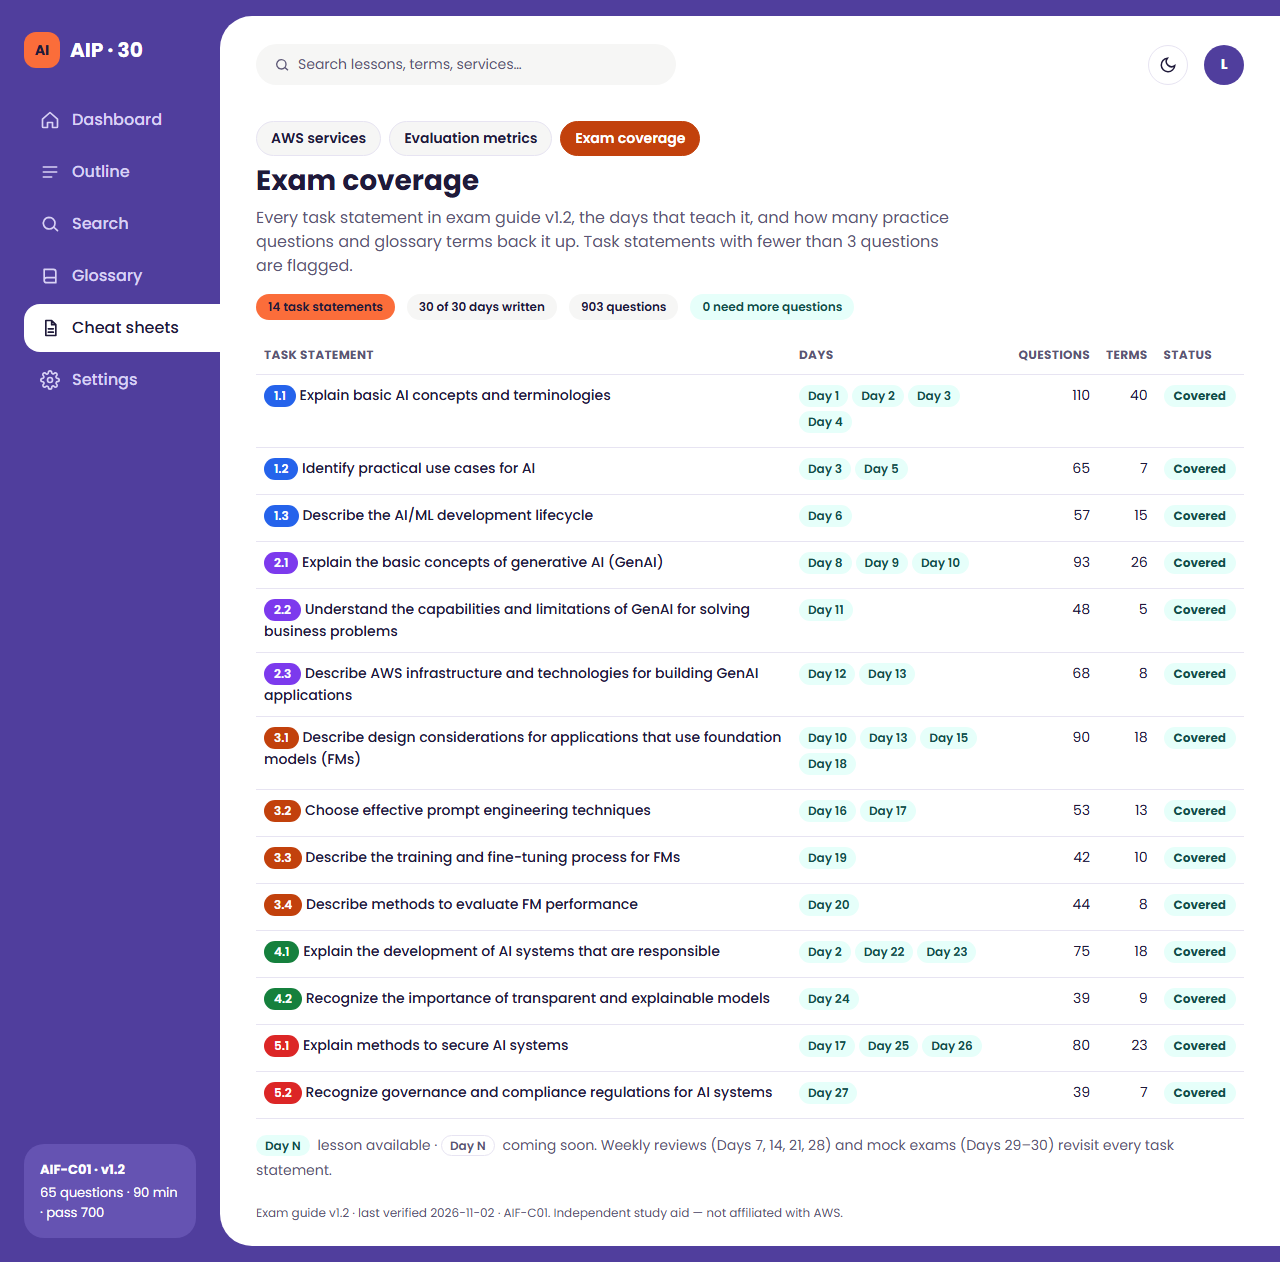 AI AIP · 30
Dashboard
Outline
Search
Glossary
Cheat sheets
Settings
AIF-C01 · v1.2
65 questions · 90 min
· pass 700
Search lessons, terms, services...
L
AWS services Evaluation metrics Exam coverage
Exam coverage
Every task statement in exam guide v1.2, the days that teach it, and how many practice
questions and glossary terms back it up. Task statements with fewer than 3 questions
are flagged.
14 task statements 30 of 30 days written 903 questions 0 need more questions
TASK STATEMENT DAYS QUESTIONS TERMS STATUS
1.1 Explain basic AI concepts and terminologies Day 1 Day 2 Day 3 110 40 Covered
Day 4
1.2 Identify practical use cases for AI Day 3 Day 5 65 7 Covered
1.3 Describe the AI/ML development lifecycle Day 6 57 15 Covered
2.1 Explain the basic concepts of generative AI (GenAI) Day 8 Day 9 Day 10 93 26 Covered
2.2 Understand the capabilities and limitations of GenAI for solving Day 11 48 5 Covered
business problems
2.3 Describe AWS infrastructure and technologies for building GenAI Day 12 Day 13 68 8 Covered
applications
3.1 Describe design considerations for applications that use foundation Day 10 Day 13 Day 15 90 18 Covered
models (FMs) Day 18
3.2 Choose effective prompt engineering techniques Day 16 Day 17 53 13 Covered
3.3 Describe the training and fine-tuning process for FMs Day 19 42 10 Covered
3.4 Describe methods to evaluate FM performance Day 20 44 8 Covered
4.1 Explain the development of AI systems that are responsible Day 2 Day 22 Day 23 75 18 Covered
4.2 Recognize the importance of transparent and explainable models Day 24 39 9 Covered
5.1 Explain methods to secure AI systems Day 17 Day 25 Day 26 80 23 Covered
5.2 Recognize governance and compliance regulations for AI systems Day 27 39 7 Covered
Day N lesson available · Day N coming soon. Weekly reviews (Days 7, 14, 21, 28) and mock exams (Days 29–30) revisit every task
statement.
Exam guide v1.2 · last verified 2026-11-02 · AIF-C01. Independent study aid — not affiliated with AWS.